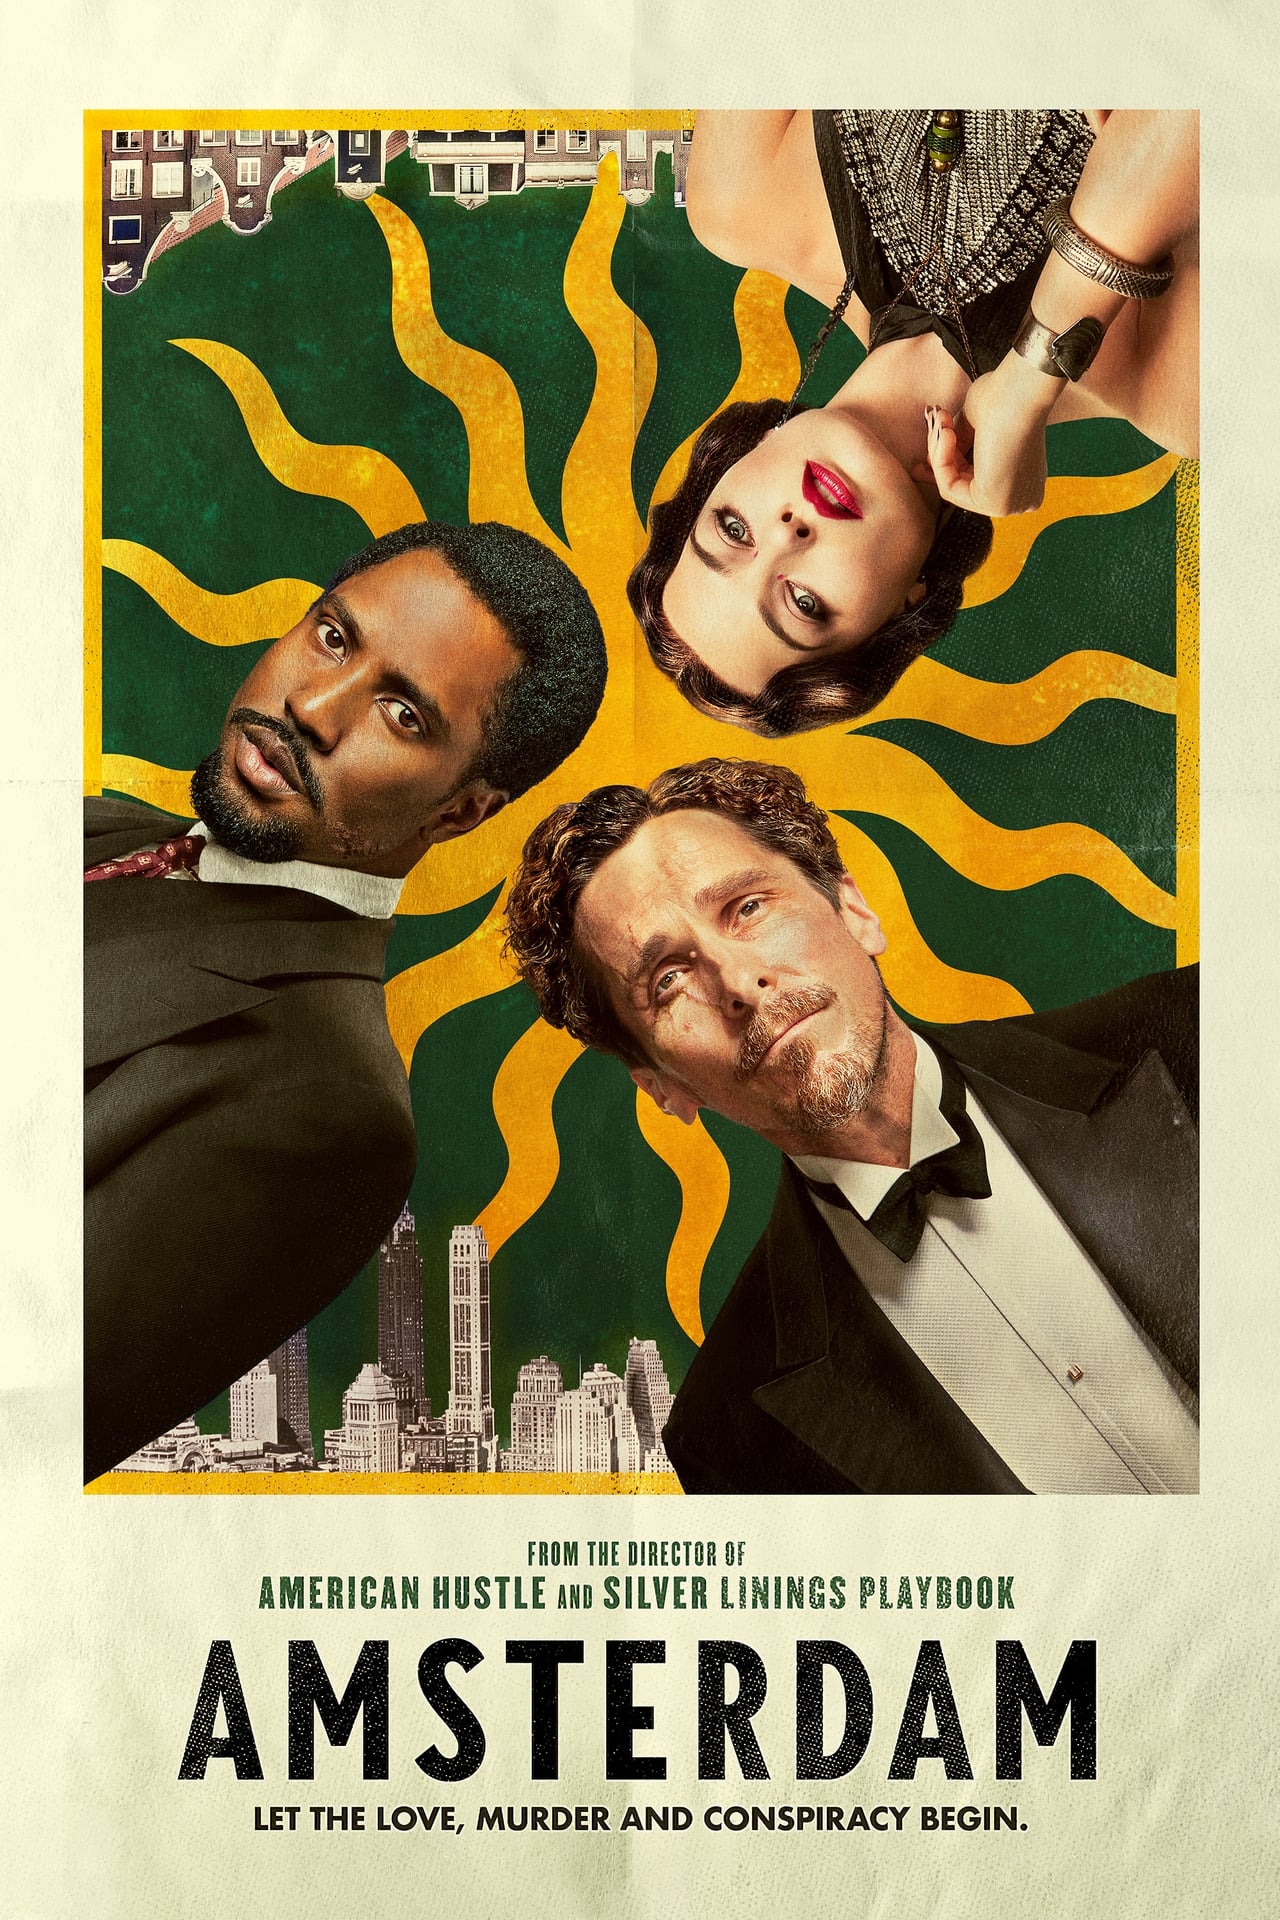 FROM THE DIRECTOR OF
AMERICAN HUSTLE AND SILVER LININGS PLAYBOOK
AMSTERDAM
LET THE LOVE, MURDER AND CONSPIRACY BEGIN.